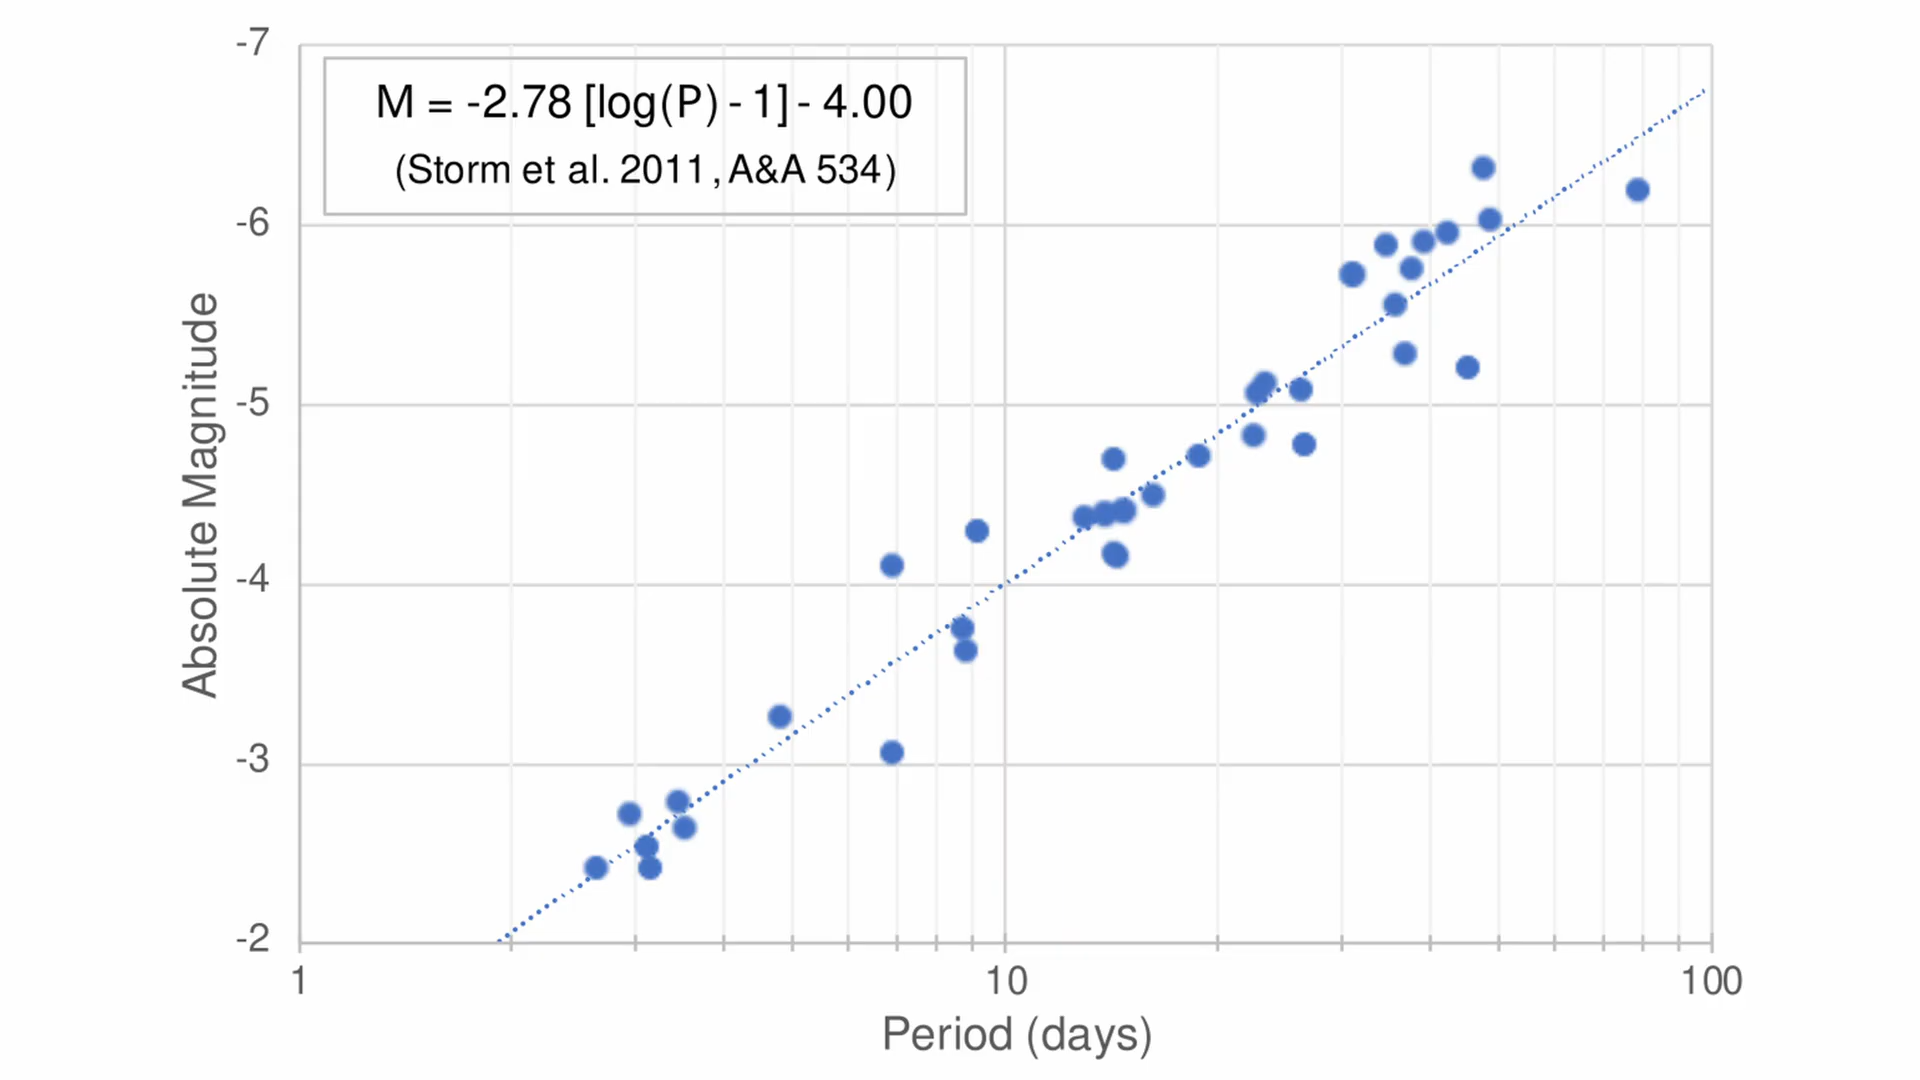 -7
M = -2.78 [log(P) - 1] - 4.00
(Storm et al. 2011, A&A 534)
-6
-5
-4
-3
-2
Absolute Magnitude
1
10
100
Period (days)